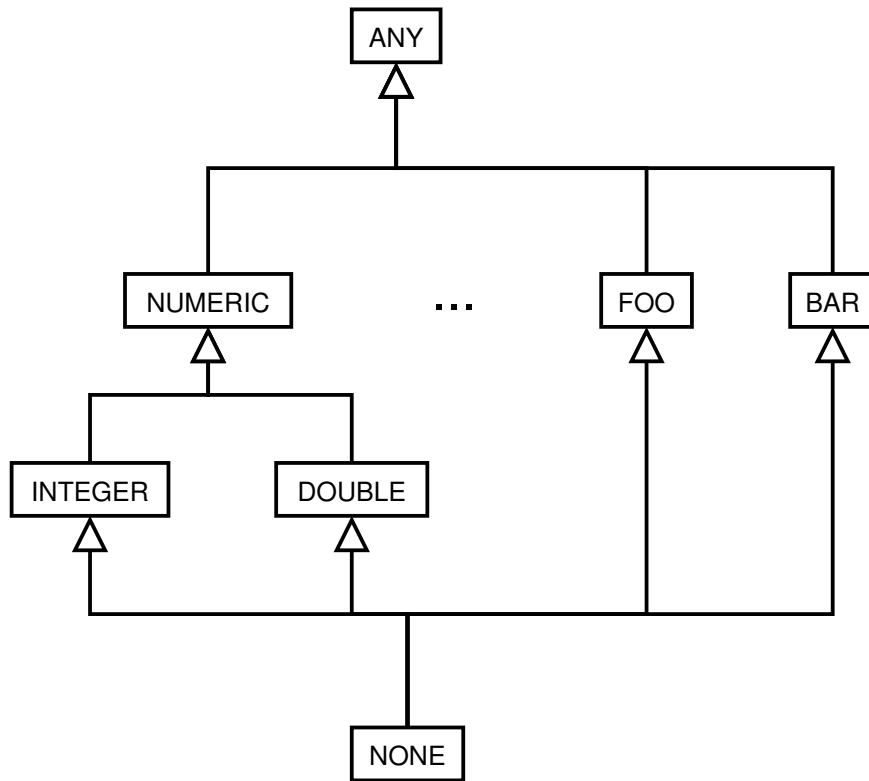 ANY
NUMERIC
...
FOO
BAR
INTEGER
DOUBLE
NONE